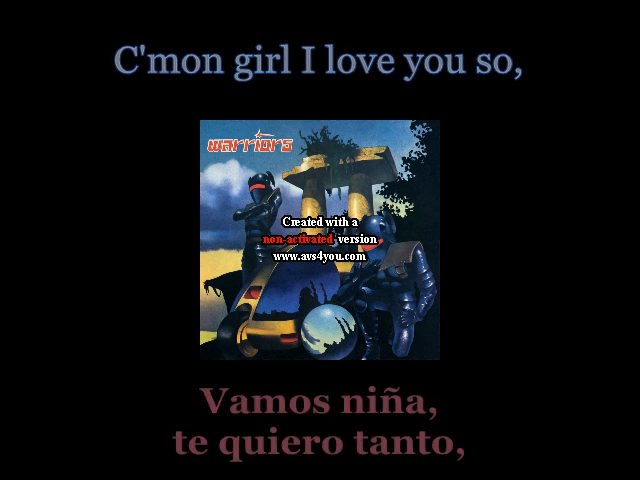 C'mon girl I love you so,
warriors
Created with a
non-activated version
www.avs4you.com
Vamos niña,
te quiero tanto,